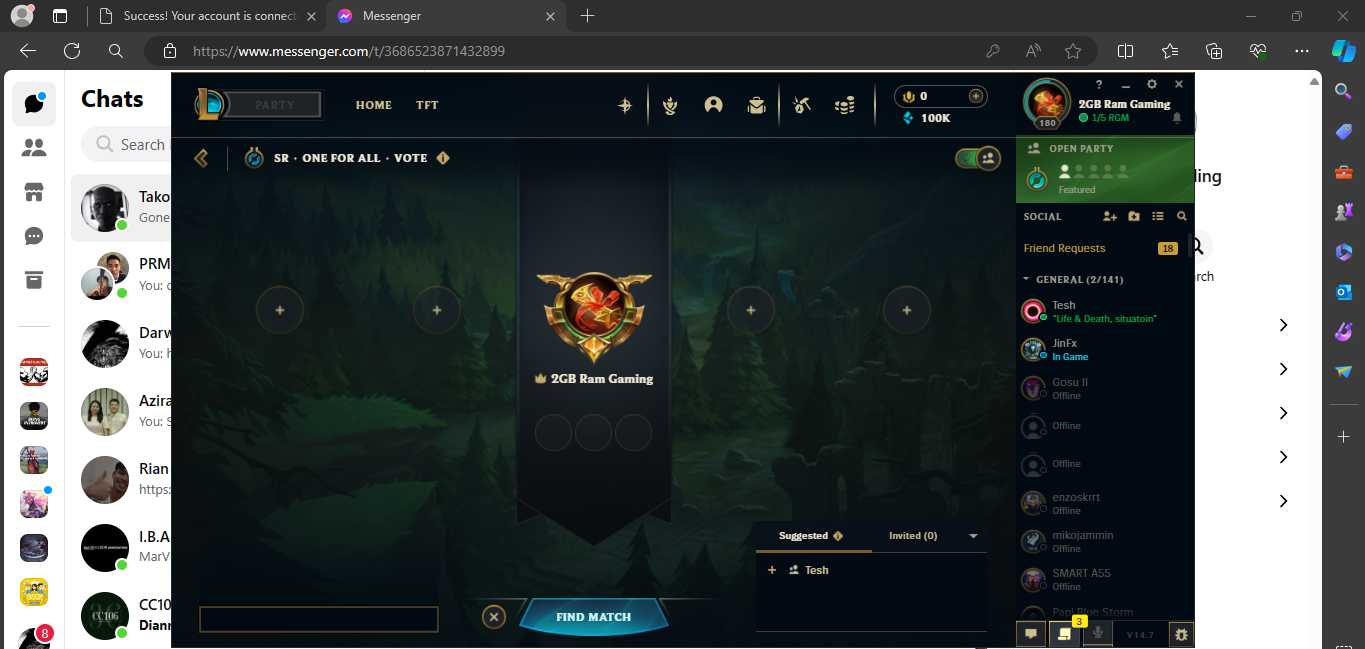 Success! Your account is connect
Messenger
https://www.messenger.com/t/3686523871432899
Chats
Search
Tako
Gone
PRM
You:
Darw
You: h
Azira
You: S
Rian
https:
I.B.A
MarV
CC10
Diann
CC106
8
PARTY
HOME
TFT
0
100K
180
2GB Ram Gaming
1/5 RGM
SR • ONE FOR ALL • VOTE
2GB Ram Gaming
Suggested
Invited (0)
Tesh
FIND MATCH
OPEN PARTY
Featured
SOCIAL
Friend Requests
18
GENERAL (2/141)
Tesh
"Life & Death, situatoin"
JinFx
In Game
Gosu II
Offline
Offline
Offline
enzoskrrt
Offline
mikojammin
Offline
SMART A55
Offline
Papi Blue Storm
3
V14.7
ling
rch